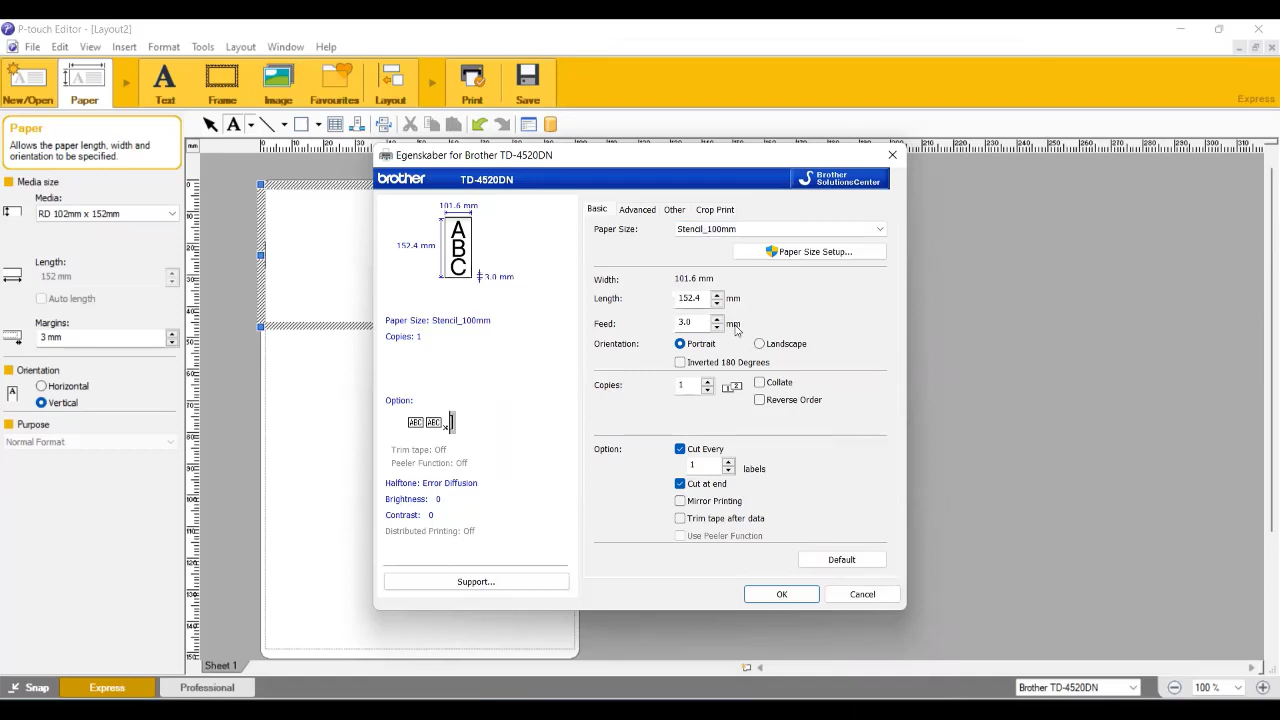 P-touch Editor - [Layout2]
File Edit View Insert Format Tools Layout Window Help
New/Open Paper Text Frame Image Favourites Layout Print Save
Express
Paper
Allows the paper length, width and
orientation to be specified.
Media size
Media:
RD 102mm x 152mm
Length:
152 mm
Auto length
Margins:
3 mm
Orientation
Horizontal
Vertical
Purpose
Normal Format
mm
Egenskaber for Brother TD-4520DN
brother TD-4520DN
Brother
SolutionsCenter
101.6 mm
152.4 mm
A
B
C
3.0 mm
Paper Size: Stencil_100mm
Copies: 1
Option:
ABC ABC
Trim tape: Off
Peeler Function: Off
Halftone: Error Diffusion
Brightness: 0
Contrast: 0
Distributed Printing: Off
Support...
Basic Advanced Other Crop Print
Paper Size: Stencil_100mm
Paper Size Setup...
Width: 101.6 mm
Length: 152.4 mm
Feed: 3.0 mm
Orientation: Portrait Landscape
Inverted 180 Degrees
Copies: 1 1 2 Collate
Reverse Order
Option: Cut Every
1 labels
Cut at end
Mirror Printing
Trim tape after data
Use Peeler Function
Default
OK Cancel
Sheet 1
Snap Express Professional
Brother TD-4520DN 100 %